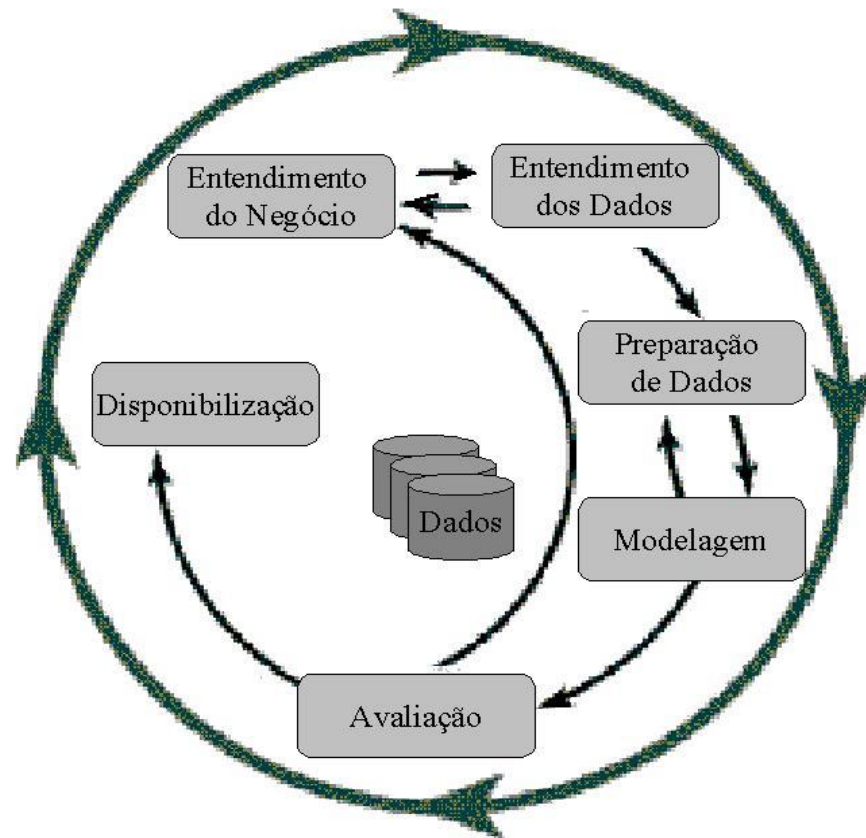 Entendimento
do Negócio
Entendimento
dos Dados
Preparação
de Dados
Disponibilização
Dados
Modelagem
Avaliação